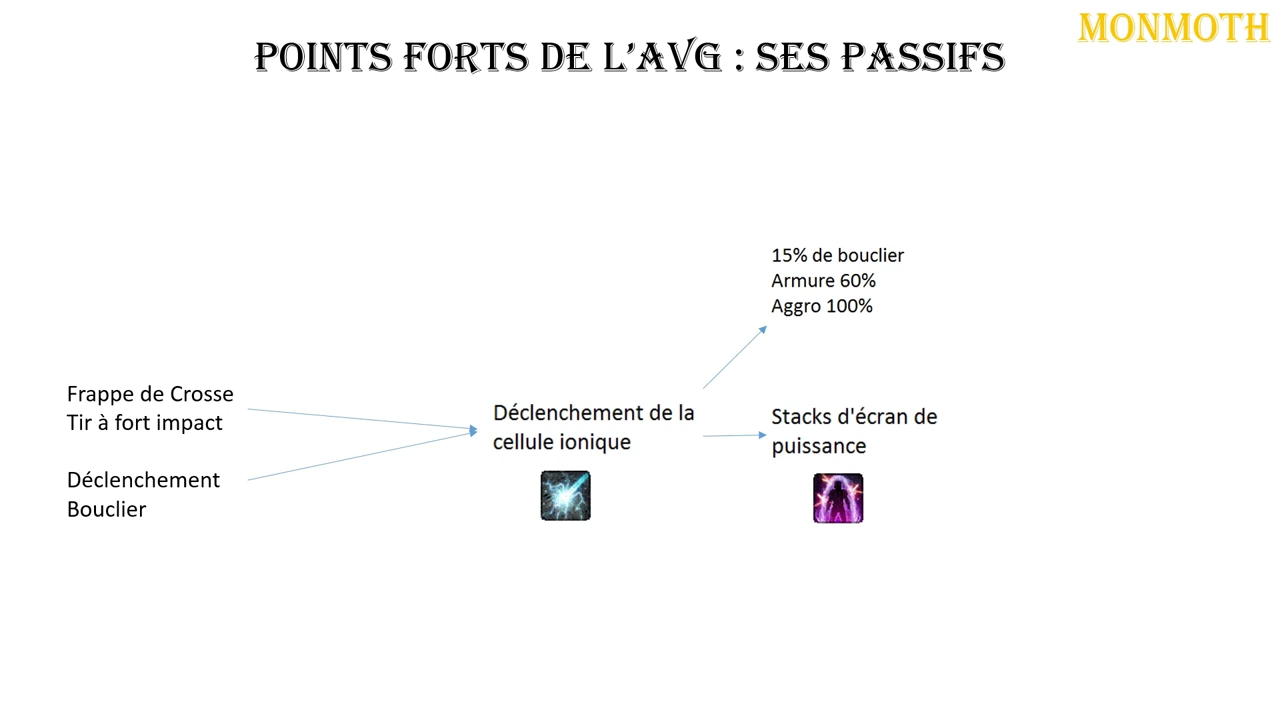 MONMOTH
POINTS FORTS DE L’AVG : SES PASSIFS
15% de bouclier
Armure 60%
Aggro 100%
Frappe de Crosse
Tir à fort impact
Déclenchement
Bouclier
Déclenchement de la
cellule ionique
Stacks d'écran de
puissance